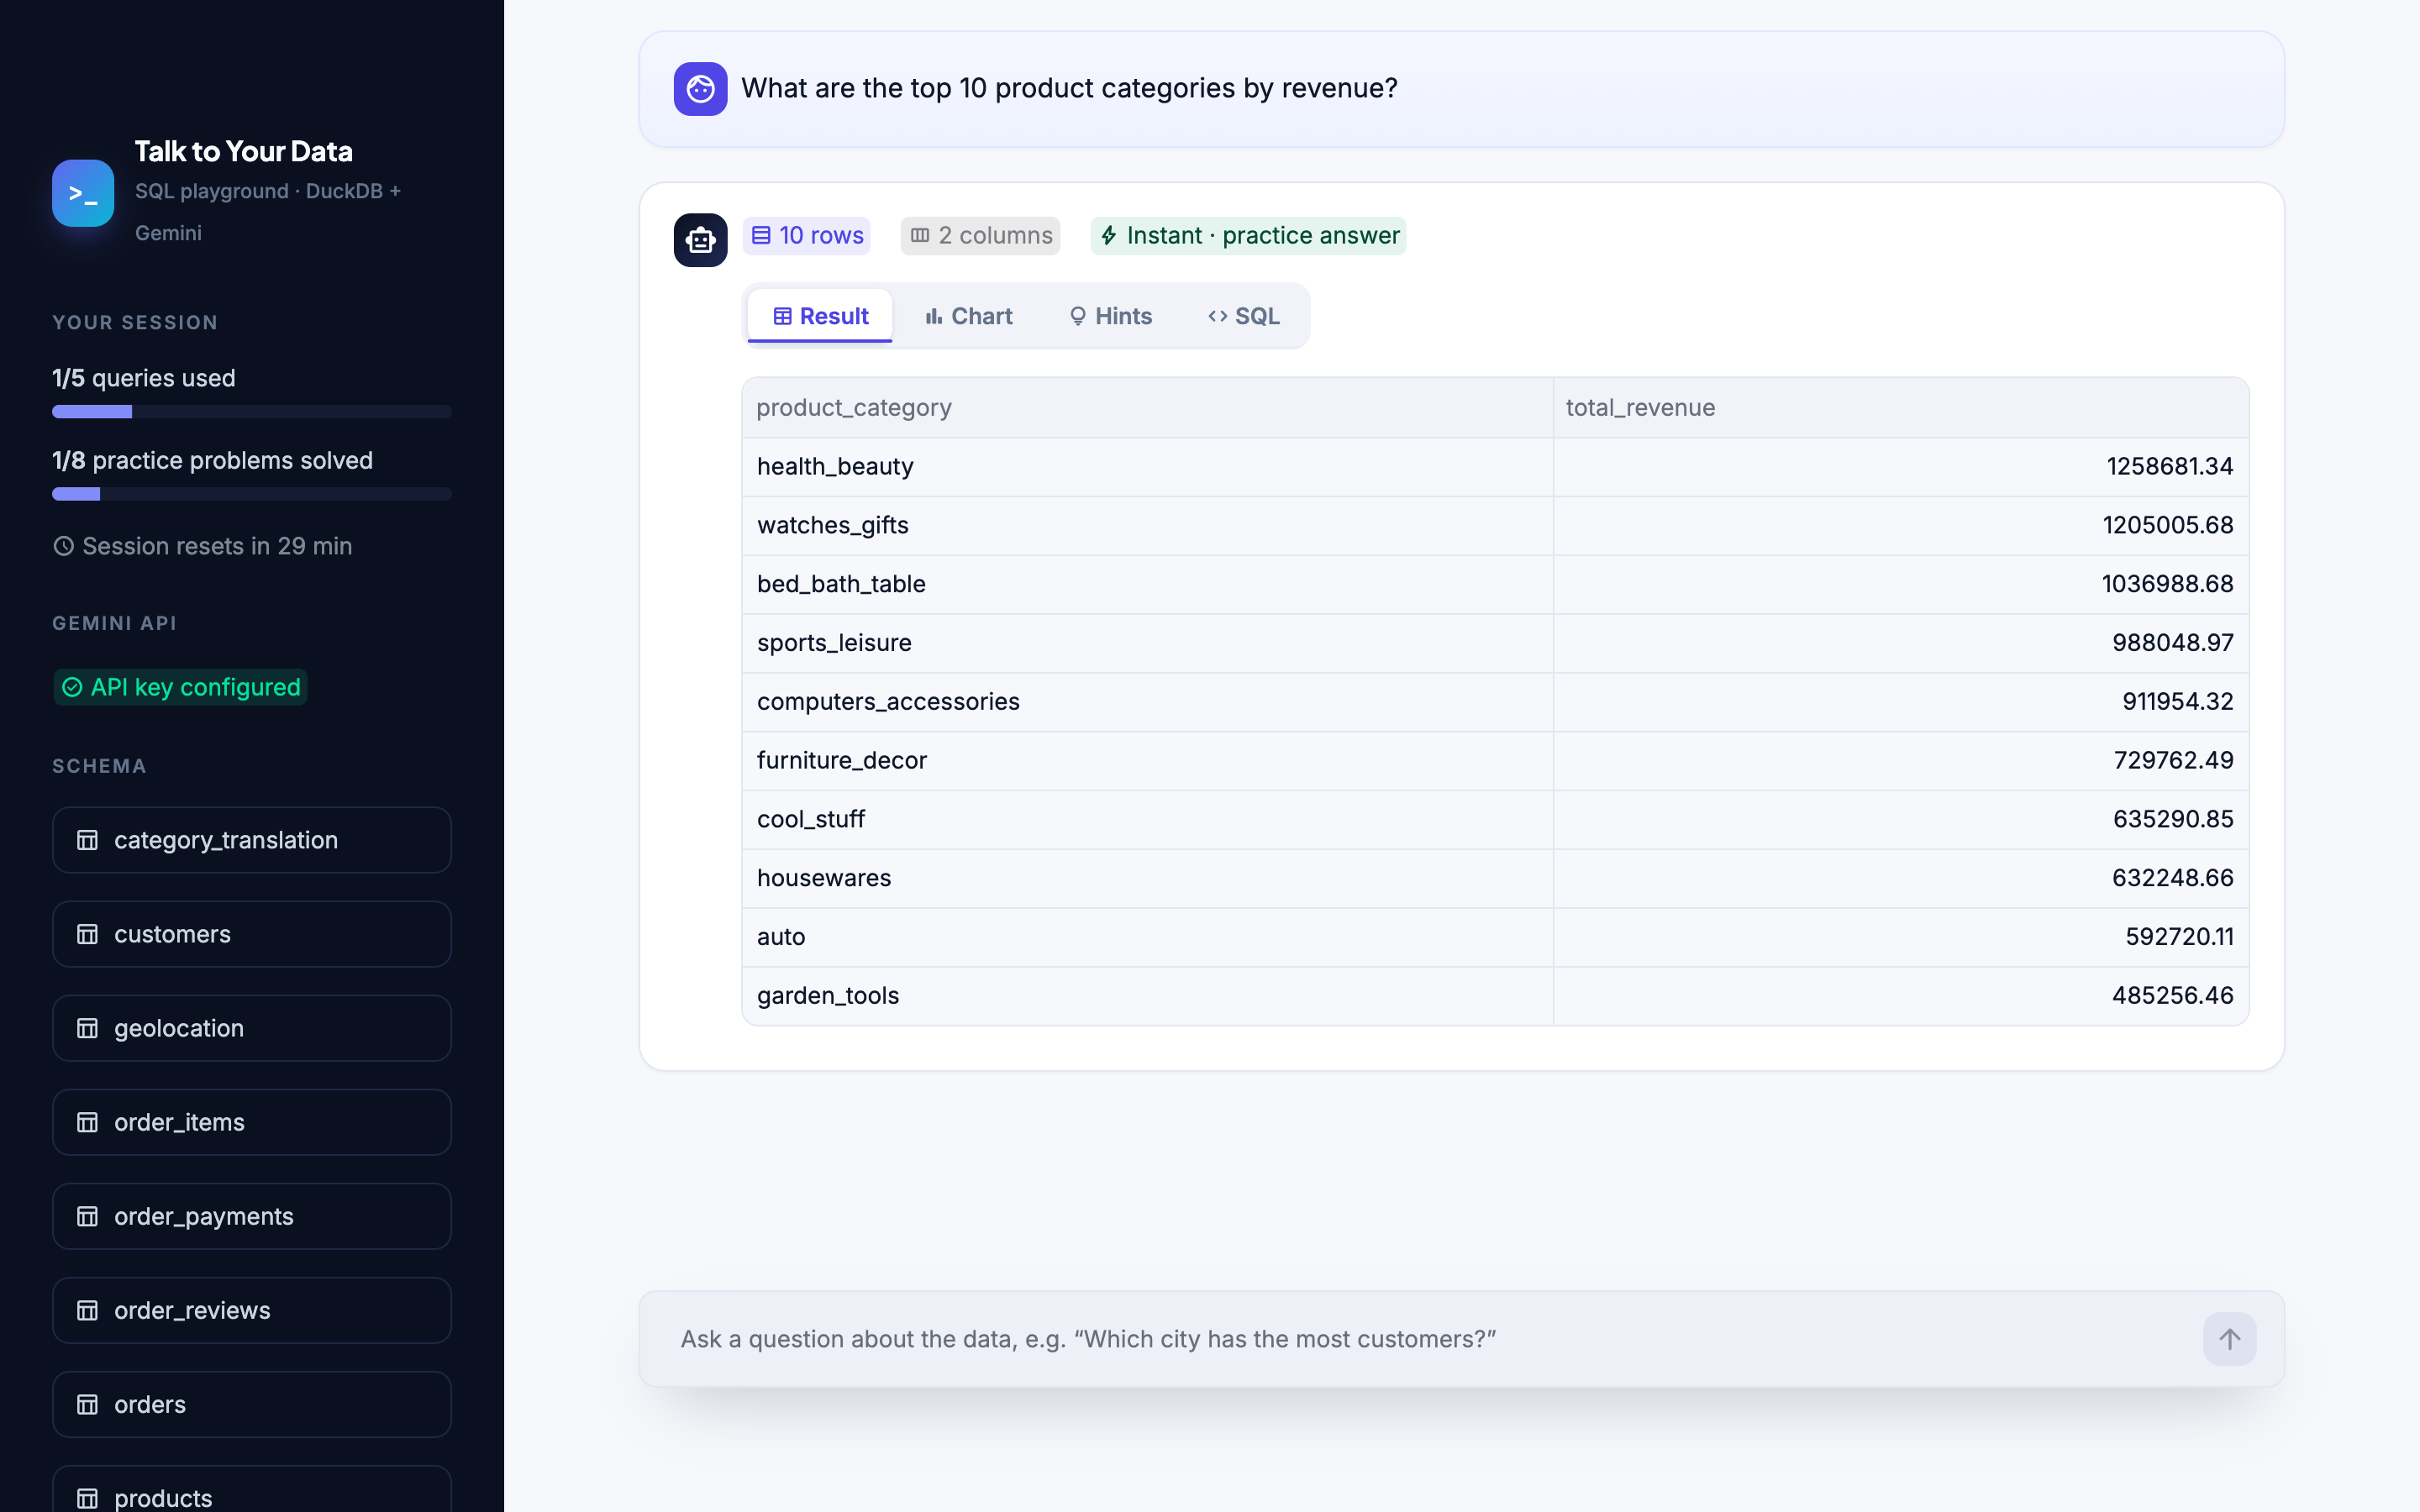 Talk to Your Data
SQL playground · DuckDB +
Gemini
YOUR SESSION
1/5 queries used
1/8 practice problems solved
Session resets in 29 min
GEMINI API
API key configured
SCHEMA
category_translation
customers
geolocation
order_items
order_payments
order_reviews
orders
products
What are the top 10 product categories by revenue?
10 rows 2 columns Instant · practice answer
Result Chart Hints SQL
product_category total_revenue
health_beauty 1258681.34
watches_gifts 1205005.68
bed_bath_table 1036988.68
sports_leisure 988048.97
computers_accessories 911954.32
furniture_decor 729762.49
cool_stuff 635290.85
housewares 632248.66
auto 592720.11
garden_tools 485256.46
Ask a question about the data, e.g. “Which city has the most customers?”